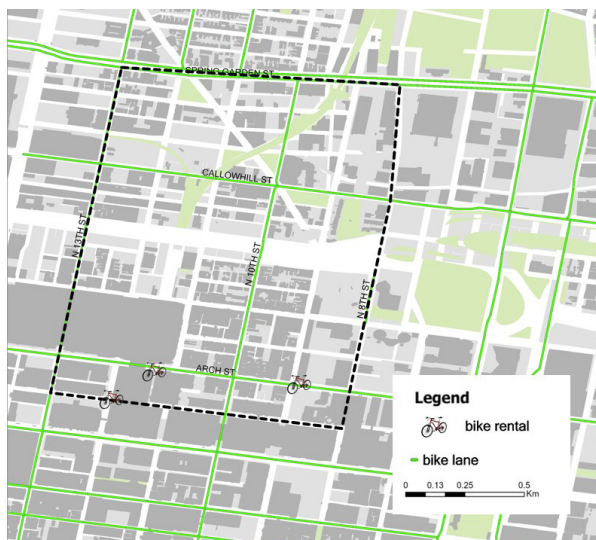 SPRING GARDEN ST
CALLOWHILL ST
N 13TH ST
N 10TH ST
N 8TH ST
ARCH ST
Legend
bike rental
bike lane
0 0.13 0.25 0.5
Km